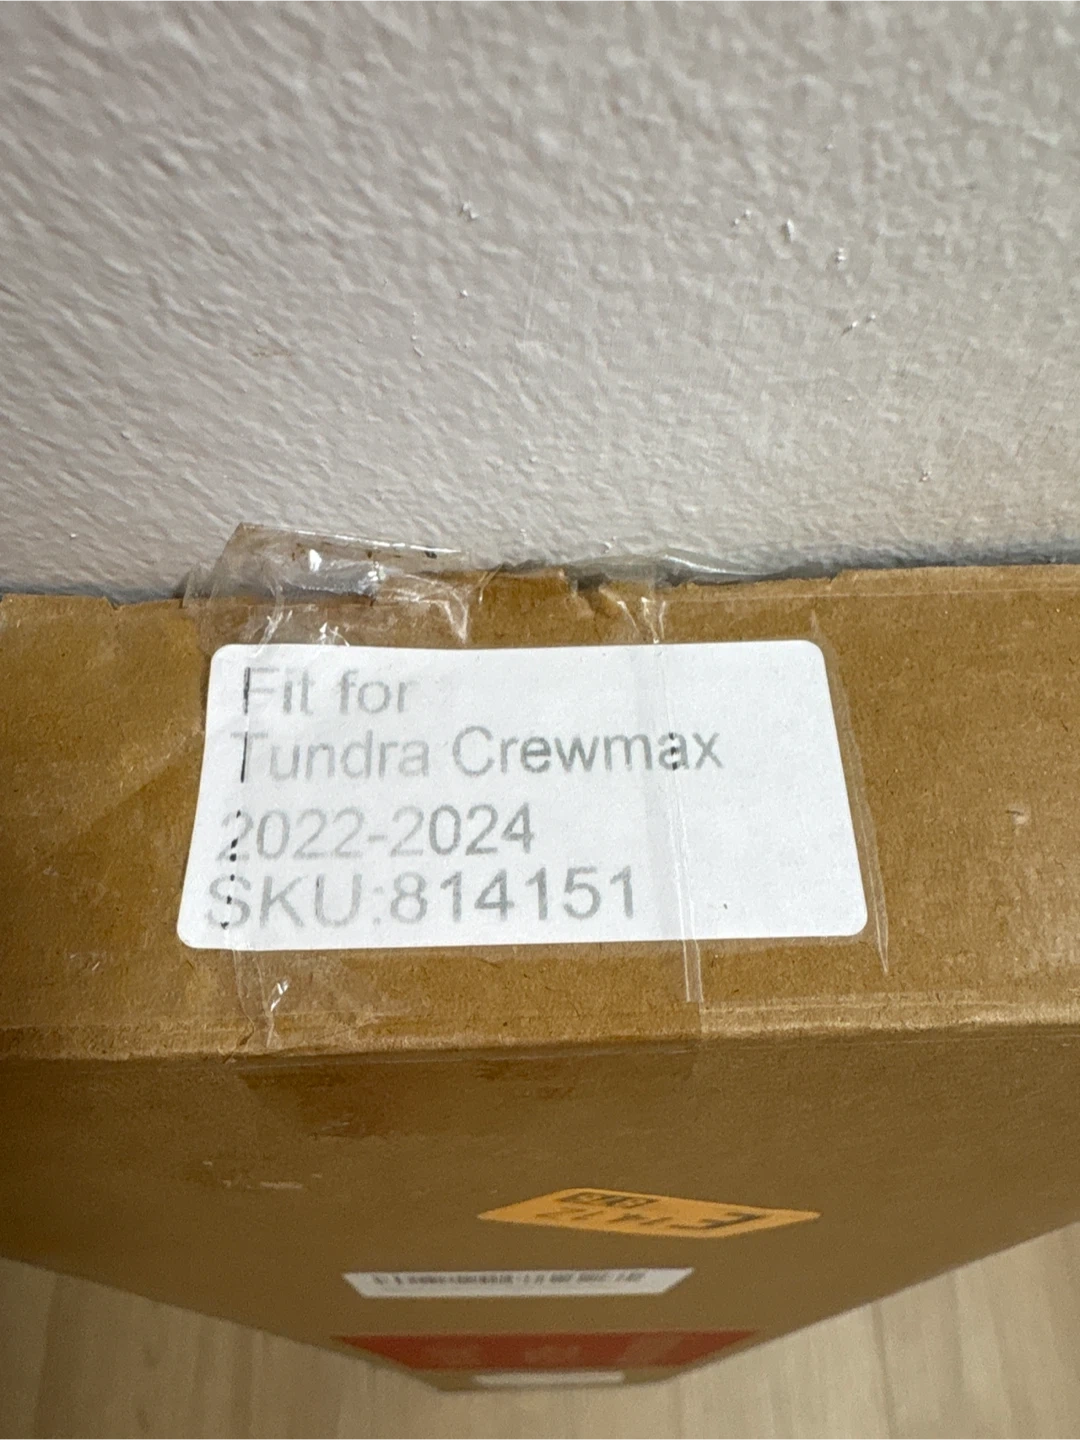 Fit for
Tundra Crewmax
2022-2024
SKU:814151